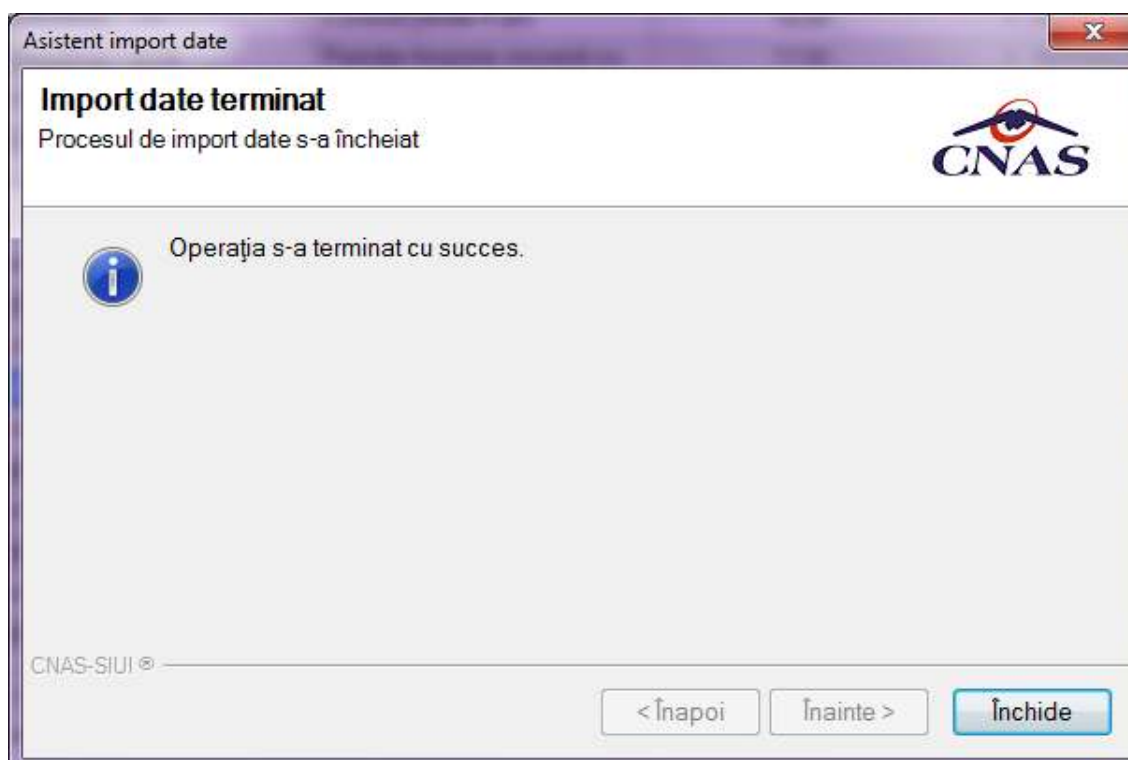 Asistent import date
Import date terminat
Procesul de import date s-a încheiat
CNAS
Operaţia s-a terminat cu succes.
CNAS-SIUI ®
< Înapoi
Înainte >
Închide